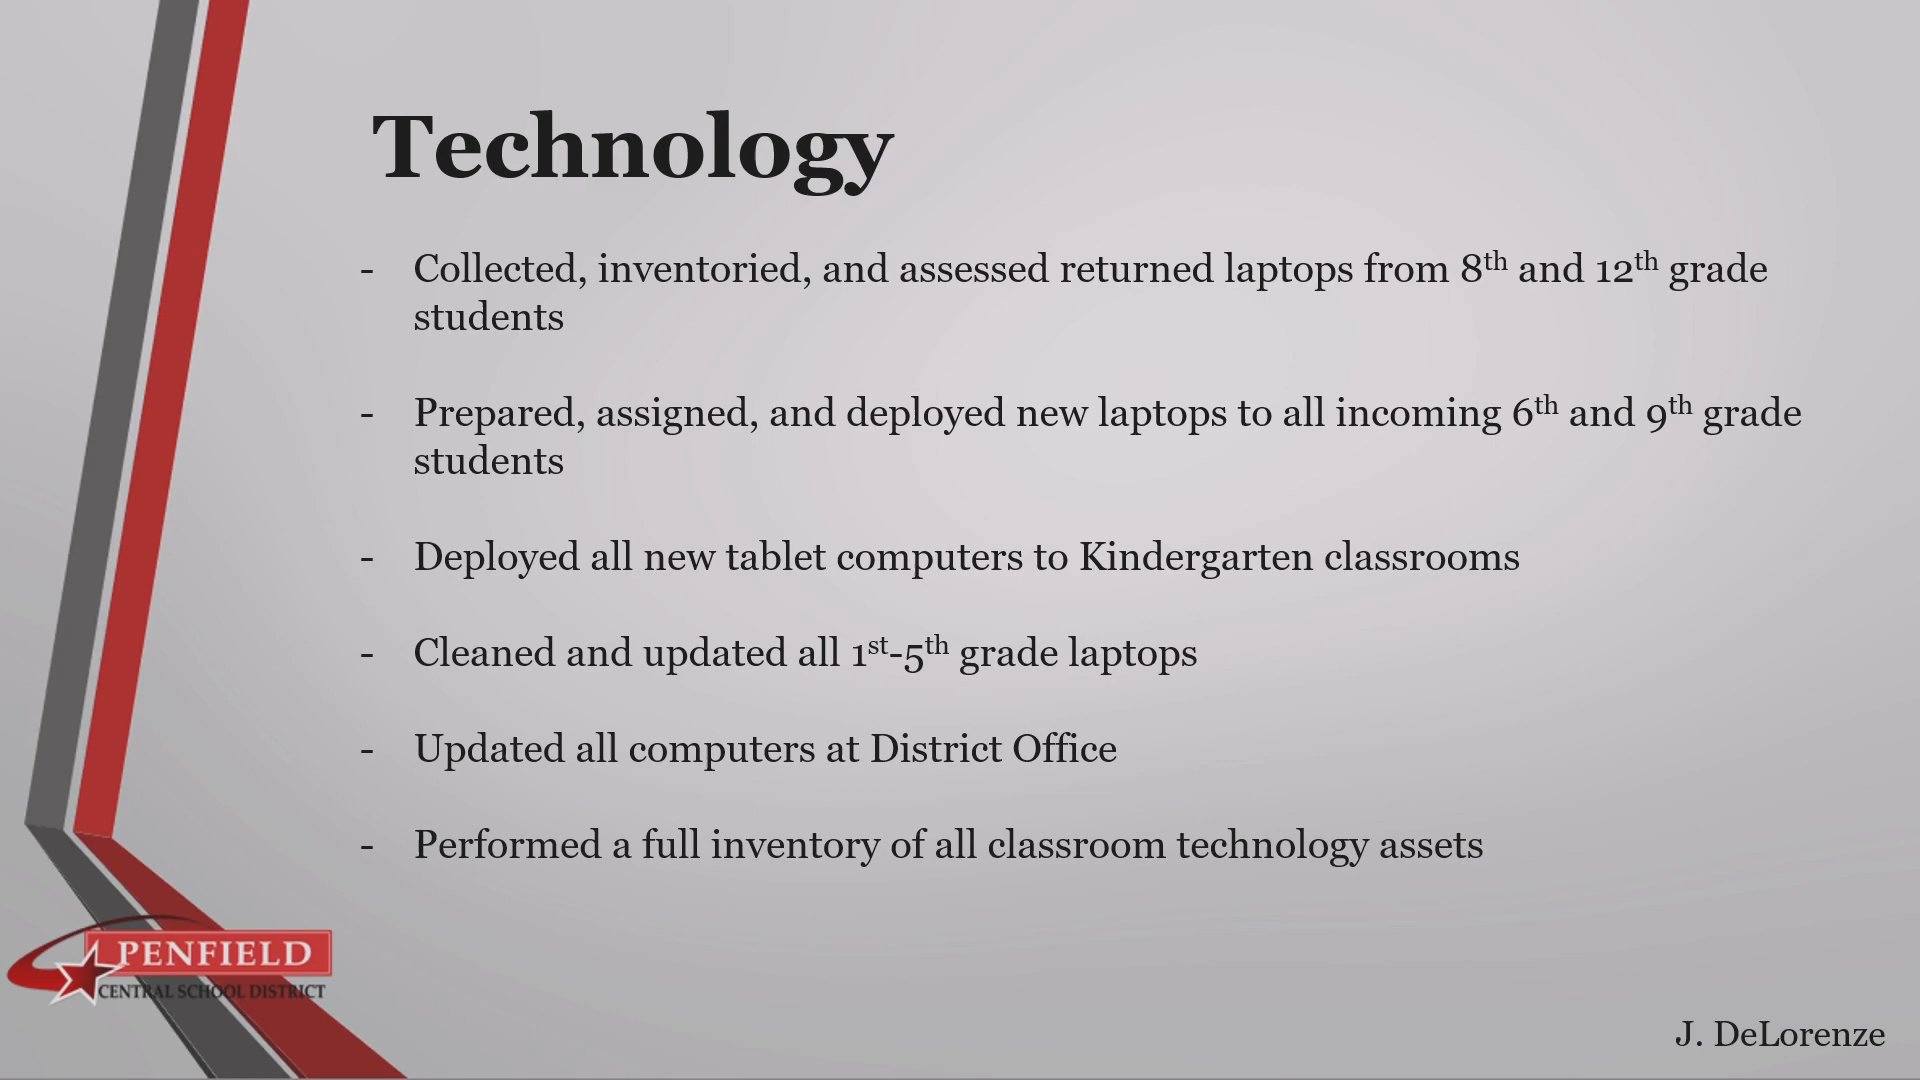 Technology
- Collected, inventoried, and assessed returned laptops from 8th and 12th grade
students
- Prepared, assigned, and deployed new laptops to all incoming 6th and 9th grade
students
- Deployed all new tablet computers to Kindergarten classrooms
- Cleaned and updated all 1st-5th grade laptops
- Updated all computers at District Office
- Performed a full inventory of all classroom technology assets
PENFIELD
CENTRAL SCHOOL DISTRICT
J. DeLorenze